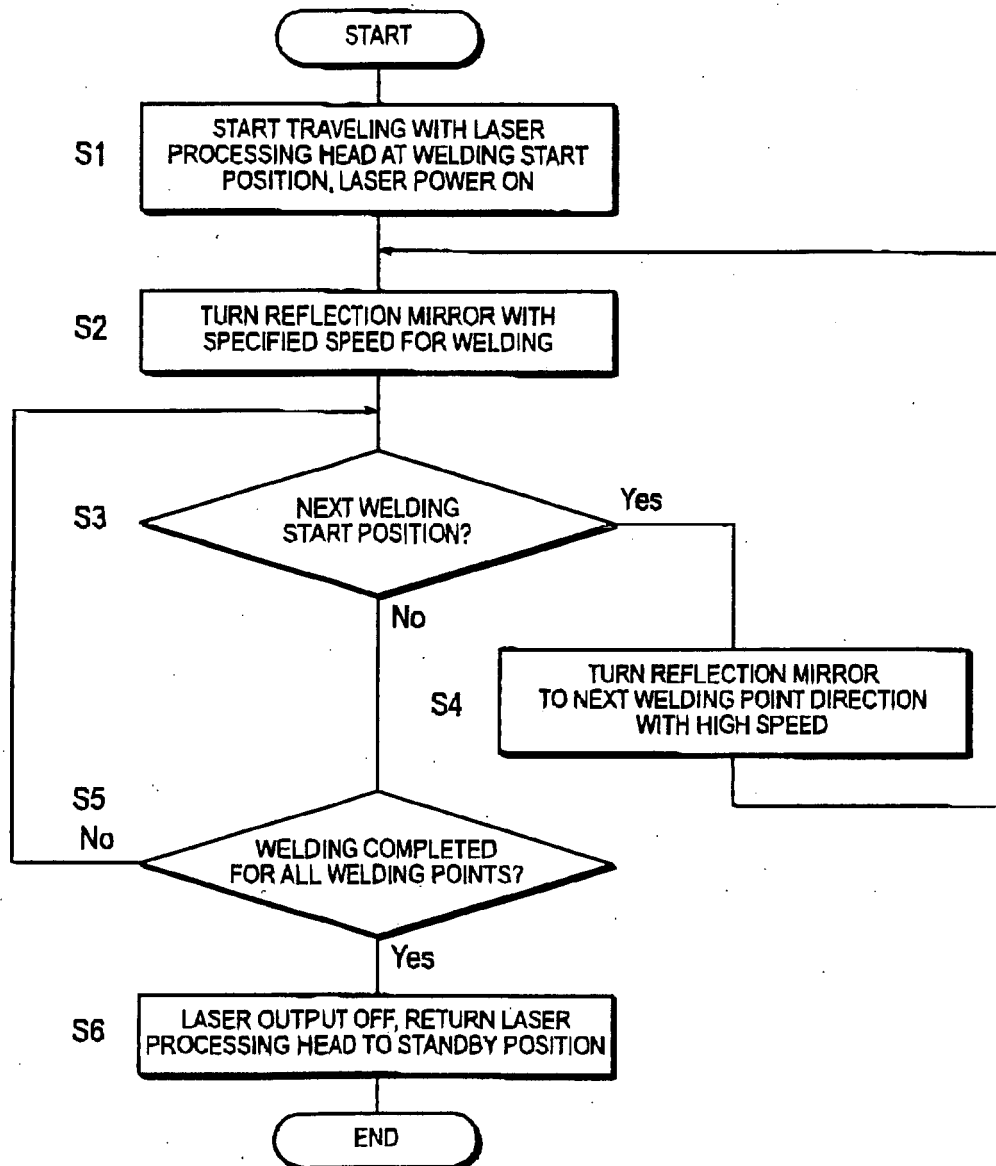 START
S1
START TRAVELING WITH LASER
PROCESSING HEAD AT WELDING START
POSITION, LASER POWER ON
S2
TURN REFLECTION MIRROR WITH
SPECIFIED SPEED FOR WELDING
S3
NEXT WELDING
START POSITION?
Yes
No
S4
TURN REFLECTION MIRROR
TO NEXT WELDING POINT DIRECTION
WITH HIGH SPEED
S5
No
WELDING COMPLETED
FOR ALL WELDING POINTS?
Yes
S6
LASER OUTPUT OFF, RETURN LASER
PROCESSING HEAD TO STANDBY POSITION
END